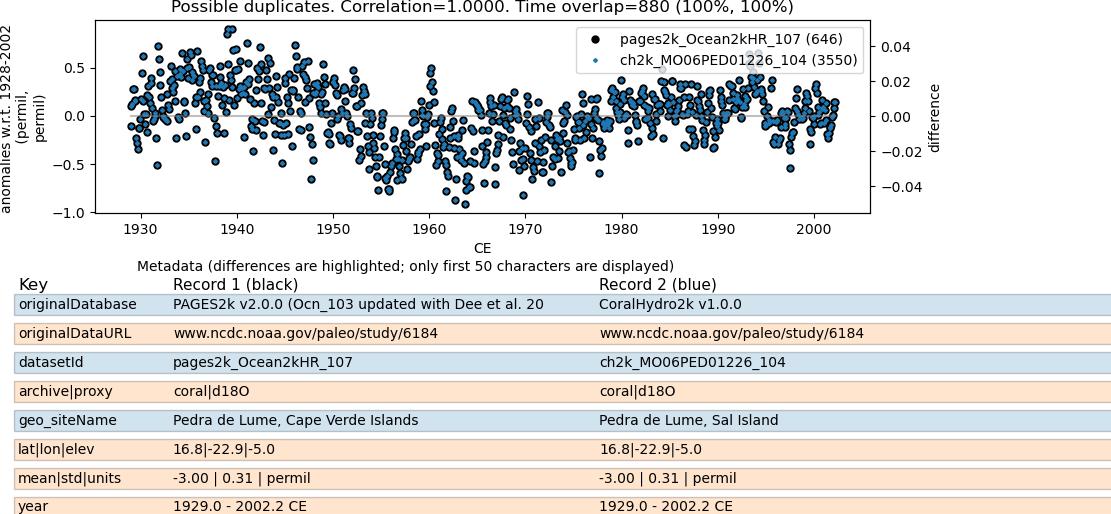 Possible duplicates. Correlation=1.0000. Time overlap=880 (100%, 100%)
anomalies w.r.t. 1928-2002
(permil,
permil)
0.5
0.0
−0.5
−1.0
pages2k_Ocean2kHR_107 (646)
ch2k_MO06PED01226_104 (3550)
0.04
0.02
0.00
−0.02
−0.04
difference
1930 1940 1950 1960 1970 1980 1990 2000
CE
Metadata (differences are highlighted; only first 50 characters are displayed)
Key Record 1 (black) Record 2 (blue)
originalDatabase PAGES2k v2.0.0 (Ocn_103 updated with Dee et al. 20 CoralHydro2k v1.0.0
originalDataURL www.ncdc.noaa.gov/paleo/study/6184 www.ncdc.noaa.gov/paleo/study/6184
datasetId pages2k_Ocean2kHR_107 ch2k_MO06PED01226_104
archive|proxy coral|d18O coral|d18O
geo_siteName Pedra de Lume, Cape Verde Islands Pedra de Lume, Sal Island
lat|lon|elev 16.8|-22.9|-5.0 16.8|-22.9|-5.0
mean|std|units -3.00 | 0.31 | permil -3.00 | 0.31 | permil
year 1929.0 - 2002.2 CE 1929.0 - 2002.2 CE